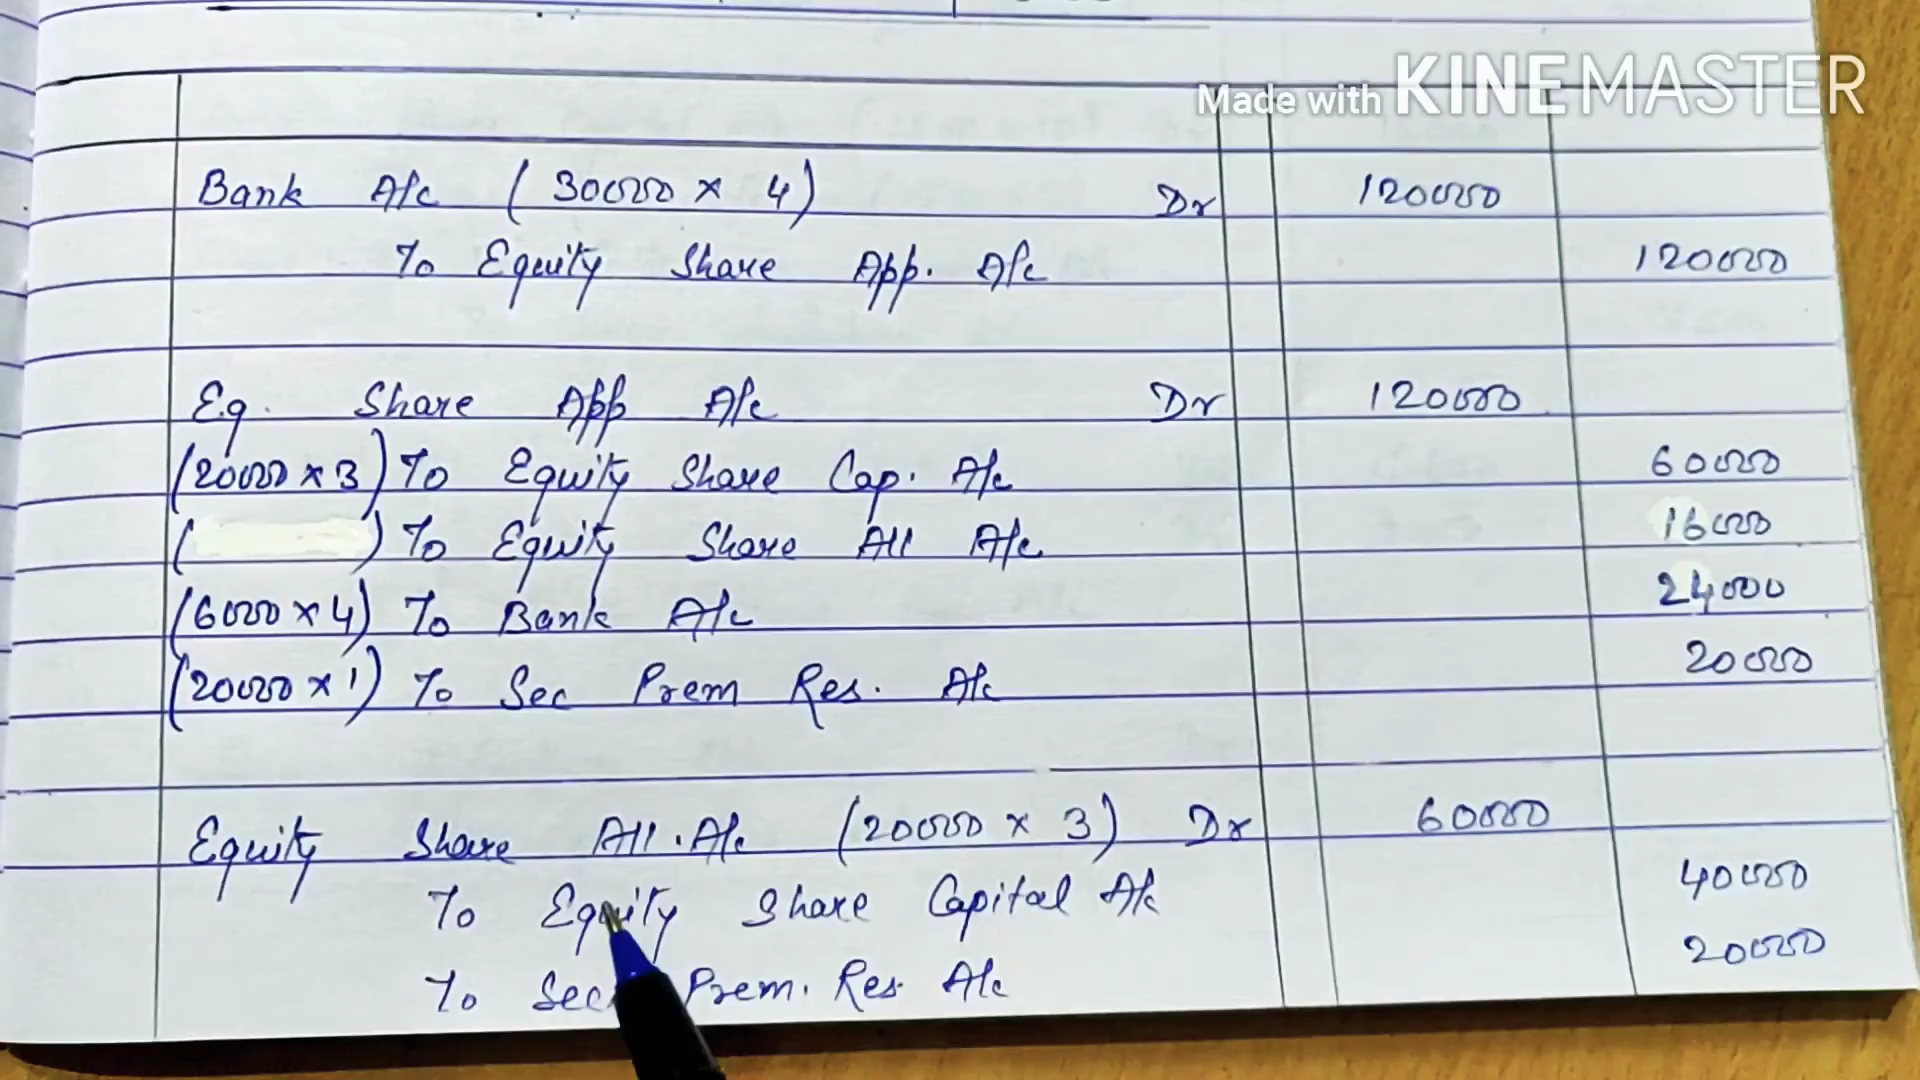 Made with KINEMASTER
Bank A/c (30000 × 4) Dr 120000
To Equity Share App. A/c 120000
Eq. Share App A/c Dr 120000
(20000 × 3) To Equity Share Cap. A/c 60000
( ) To Equity Share All A/c 16000
(6000 × 4) To Bank A/c 24000
(20000 × 1) To Sec Prem Res. A/c 20000
Equity Share All. A/c (20000 × 3) Dr 60000
To Equity Share Capital A/c 40000
To Sec Prem. Res. A/c 20000